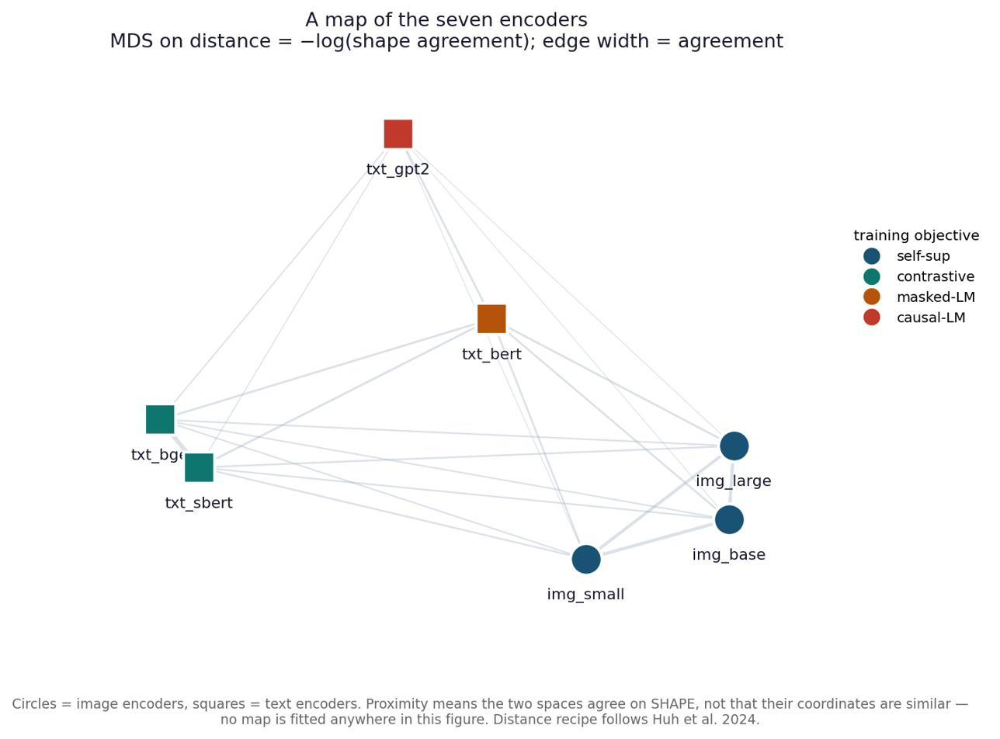 A map of the seven encoders
MDS on distance = −log(shape agreement); edge width = agreement
txt_gpt2
training objective
self-sup
contrastive
masked-LM
causal-LM
txt_bert
txt_bge
txt_sbert
img_large
img_base
img_small
Circles = image encoders, squares = text encoders. Proximity means the two spaces agree on SHAPE, not that their coordinates are similar —
no map is fitted anywhere in this figure. Distance recipe follows Huh et al. 2024.